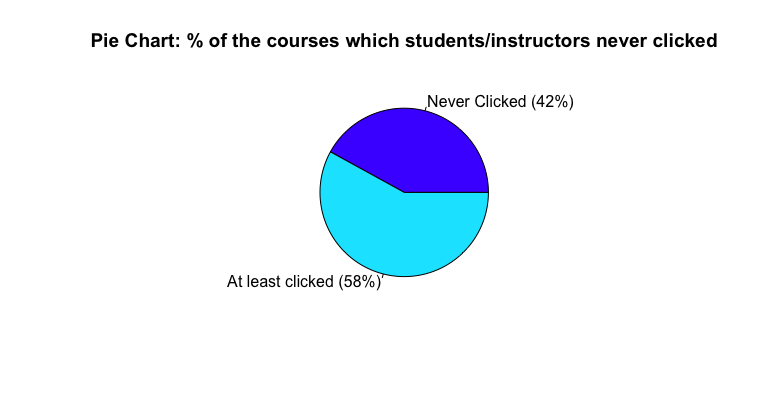 Pie Chart: % of the courses which students/instructors never clicked
Never Clicked (42%)
At least clicked (58%)